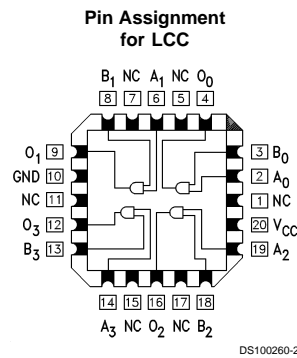 Pin Assignment
for LCC
B1 NC A1 NC O0
8 7 6 5 4
O1 9
GND 10
NC 11
O3 12
B3 13
3 B0
2 A0
1 NC
20 VCC
19 A2
14 15 16 17 18
A3 NC O2 NC B2
DS100260-2